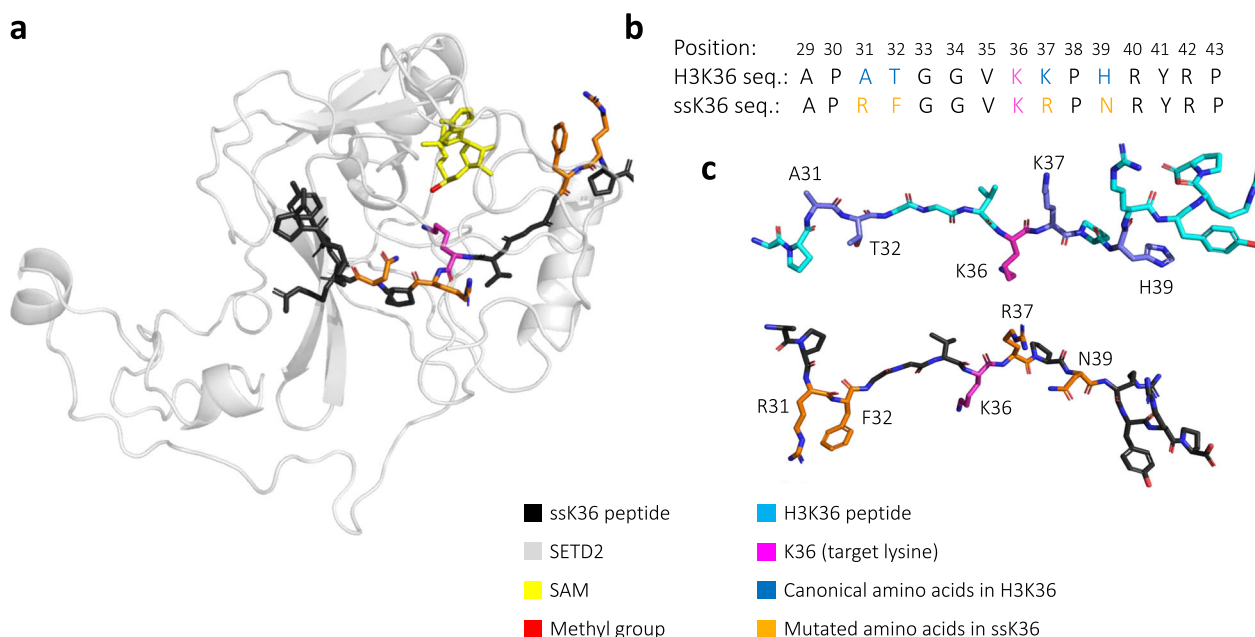 a
b
Position: 29 30 31 32 33 34 35 36 37 38 39 40 41 42 43
H3K36 seq.: A P A T G G V K K P H R Y R P
ssK36 seq.: A P R F G G V K R P N R Y R P
c
A31
T32
K36
K37
H39
R31
F32
K36
R37
N39
ssK36 peptide
SETD2
SAM
Methyl group
H3K36 peptide
K36 (target lysine)
Canonical amino acids in H3K36
Mutated amino acids in ssK36